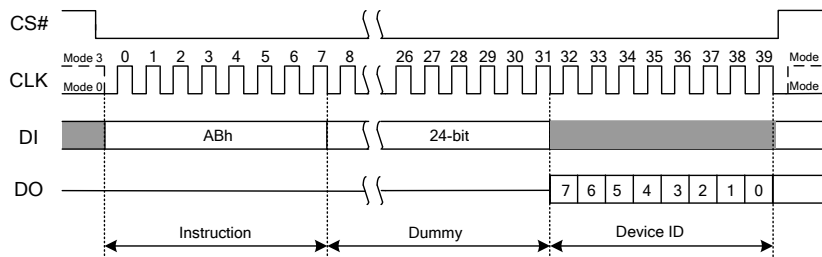 CS#
Mode 3 0 1 2 3 4 5 6 7 8 26 27 28 29 30 31 32 33 34 35 36 37 38 39 Mode
CLK
Mode 0 Mode
DI ABh 24-bit
DO 7 6 5 4 3 2 1 0
Instruction Dummy Device ID